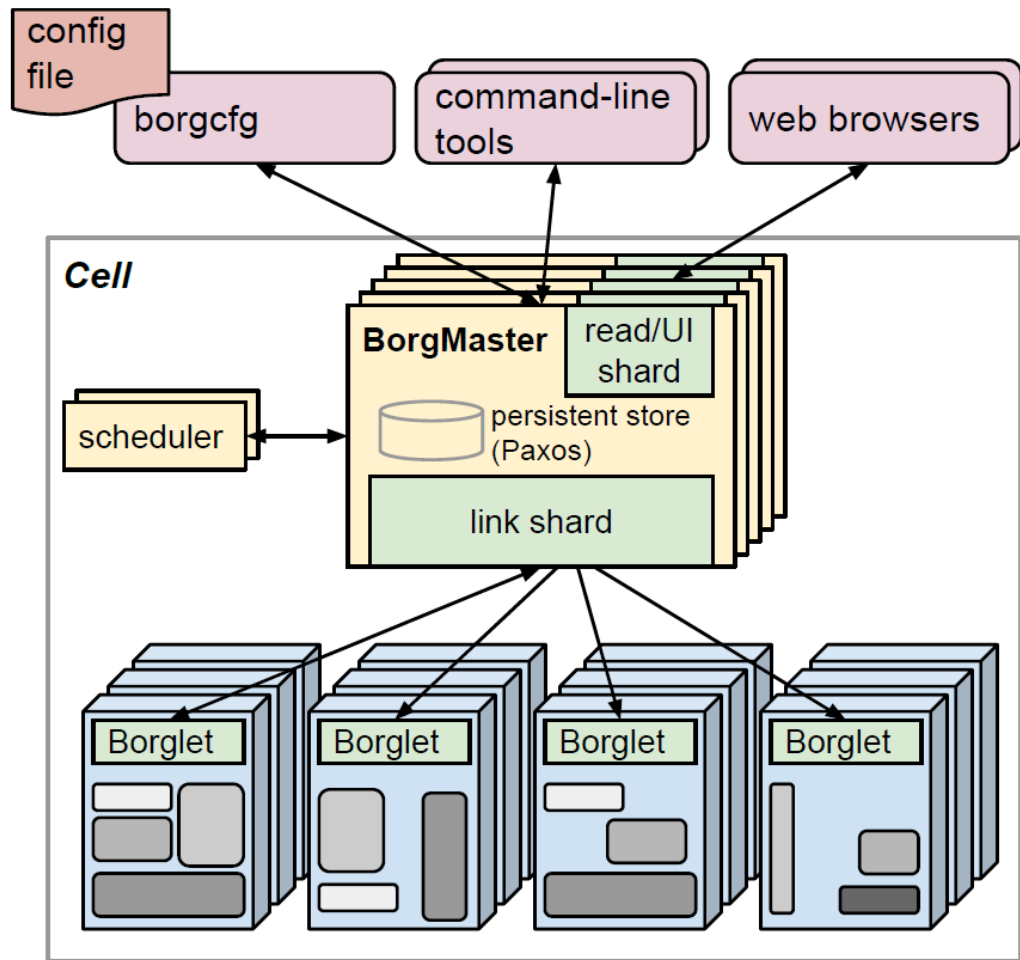 config
file
borgcfg
command-line
tools
web browsers
Cell
BorgMaster
read/UI
shard
persistent store
(Paxos)
scheduler
link shard
Borglet
Borglet
Borglet
Borglet